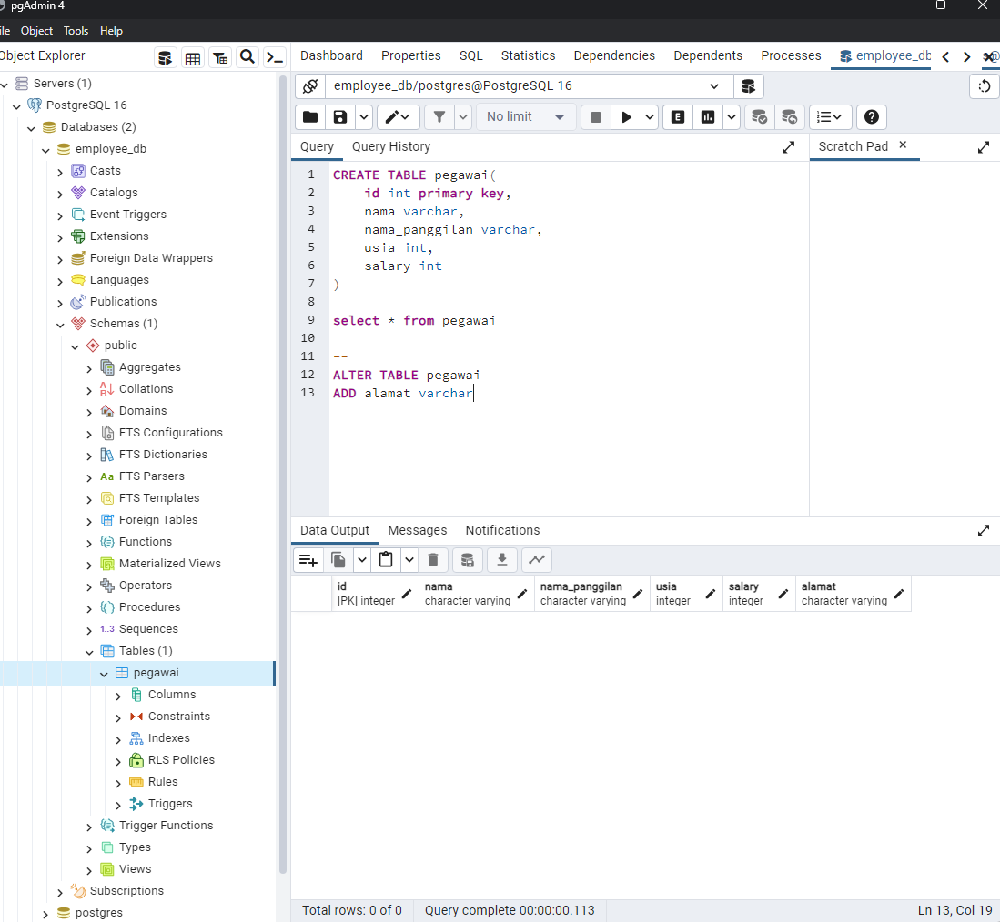 pgAdmin 4
ile Object Tools Help
Object Explorer
Dashboard Properties SQL Statistics Dependencies Dependents Processes employee_db
Servers (1)
PostgreSQL 16
Databases (2)
employee_db
Casts
Catalogs
Event Triggers
Extensions
Foreign Data Wrappers
Languages
Publications
Schemas (1)
public
Aggregates
Collations
Domains
FTS Configurations
FTS Dictionaries
Aa FTS Parsers
FTS Templates
Foreign Tables
Functions
Materialized Views
Operators
Procedures
1..3 Sequences
Tables (1)
pegawai
Columns
Constraints
Indexes
RLS Policies
Rules
Triggers
Trigger Functions
Types
Views
Subscriptions
postgres
employee_db/postgres@PostgreSQL 16
No limit
E
Query Query History
Scratch Pad
1 CREATE TABLE pegawai(
2 id int primary key,
3 nama varchar,
4 nama_panggilan varchar,
5 usia int,
6 salary int
7 )
8
9 select * from pegawai
10
11 --
12 ALTER TABLE pegawai
13 ADD alamat varchar
Data Output Messages Notifications
id nama nama_panggilan usia salary alamat
[PK] integer character varying character varying integer integer character varying
Total rows: 0 of 0 Query complete 00:00:00.113 Ln 13, Col 19